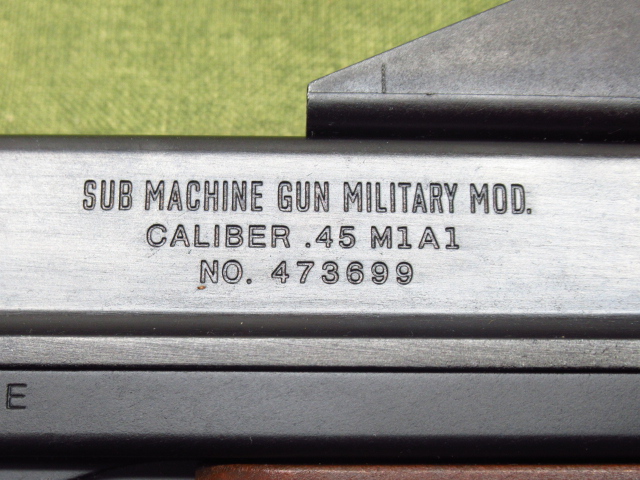 SUB MACHINE GUN MILITARY MOD.
CALIBER .45 M1A1
NO. 473699
E